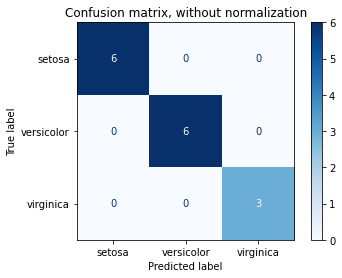 Confusion matrix, without normalization
True label
setosa 6 0 0
versicolor 0 6 0
virginica 0 0 3
setosa versicolor virginica
Predicted label
6
5
4
3
2
1
0